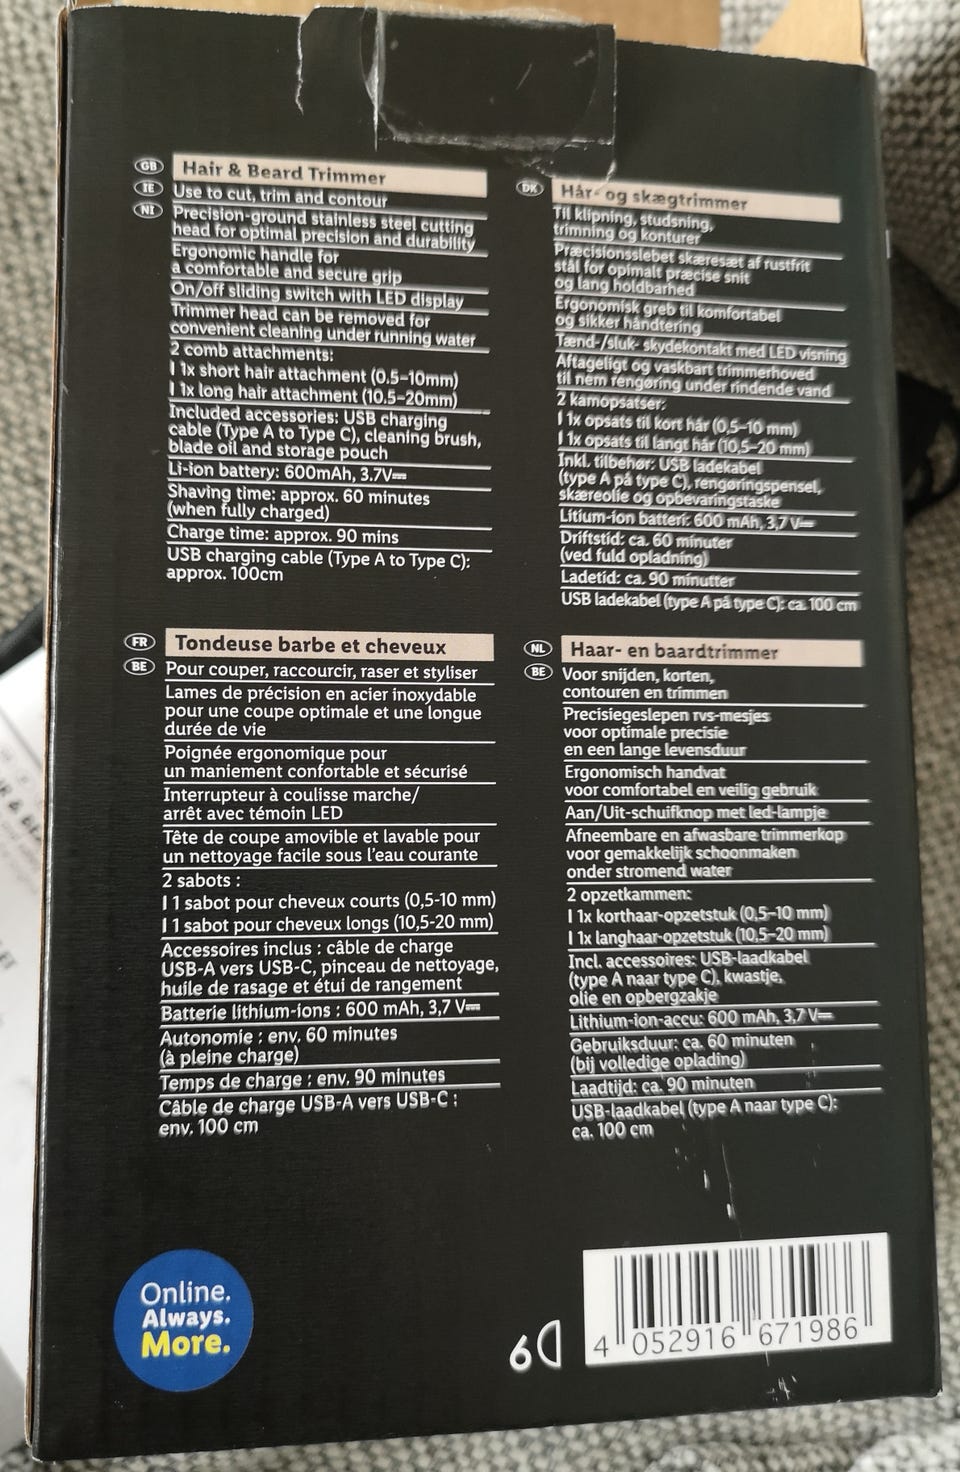 GB
IE
NI
Hair & Beard Trimmer
Use to cut, trim and contour
Precision-ground stainless steel cutting
head for optimal precision and durability
Ergonomic handle for
a comfortable and secure grip
On/off sliding switch with LED display
Trimmer head can be removed for
convenient cleaning under running water
2 comb attachments:
I 1x short hair attachment (0.5–10mm)
I 1x long hair attachment (10.5–20mm)
Included accessories: USB charging
cable (Type A to Type C), cleaning brush,
blade oil and storage pouch
Li-ion battery: 600mAh, 3.7V⎓
Shaving time: approx. 60 minutes
(when fully charged)
Charge time: approx. 90 mins
USB charging cable (Type A to Type C):
approx. 100cm
DK
Hår- og skægtrimmer
Til klipning, studsning,
trimning og konturer
Præcisionsslebet skæresæt af rustfrit
stål for opimalt præcise snit
og lang holdbarhed
Ergonomisk greb til komfortabel
og sikker håndtering
Tænd-/sluk- skydekontakt med LED visning
Aftageligt og vaskbart trimmerhoved
til nem rengøring under rindende vand
2 kamopsatser:
I 1x opsats til kort hår (0,5–10 mm)
I 1x opsats til langt hår (10,5–20 mm)
Inkl. tilbehør: USB ladekabel
(type A på type C), rengøringspensel,
skæreolie og opbevaringstaske
Litium-ion batteri: 600 mAh, 3,7 V⎓
Driftstid: ca. 60 minuter
(ved fuld opladning)
Ladetid: ca. 90 minutter
USB ladekabel (type A på type C): ca. 100 cm
FR
BE
Tondeuse barbe et cheveux
Pour couper, raccourcir, raser et styliser
Lames de précision en acier inoxydable
pour une coupe optimale et une longue
durée de vie
Poignée ergonomique pour
un maniement confortable et sécurisé
Interrupteur à coulisse marche/
arrêt avec témoin LED
Tête de coupe amovible et lavable pour
un nettoyage facile sous l'eau courante
2 sabots :
I 1 sabot pour cheveux courts (0,5-10 mm)
I 1 sabot pour cheveux longs (10,5-20 mm)
Accessoires inclus : câble de charge
USB-A vers USB-C, pinceau de nettoyage,
huile de rasage et étui de rangement
Batterie lithium-ions : 600 mAh, 3,7 V⎓
Autonomie : env. 60 minutes
(à pleine charge)
Temps de charge : env. 90 minutes
Câble de charge USB-A vers USB-C :
env. 100 cm
NL
BE
Haar- en baardtrimmer
Voor snijden, korten,
contouren en trimmen
Precisiegeslepen rvs-mesjes
voor optimale precisie
en een lange levensduur
Ergonomisch handvat
voor comfortabel en veilig gebruik
Aan/Uit-schuifknop met led-lampje
Afneembare en afwasbare trimmerkop
voor gemakkelijk schoonmaken
onder stromend water
2 opzetkammen:
I 1x korthaar-opzetstuk (0,5–10 mm)
I 1x langhaar-opzetstuk (10,5–20 mm)
Incl. accessoires: USB-laadkabel
(type A naar type C), kwastje,
olie en opbergzakje
Lithium-ion-accu: 600 mAh, 3,7 V⎓
Gebruiksduur: ca. 60 minuten
(bij volledige oplading)
Laadtijd: ca. 90 minuten
USB-laadkabel (type A naar type C):
ca. 100 cm
Online.
Always.
More.
6
4 052916 671986